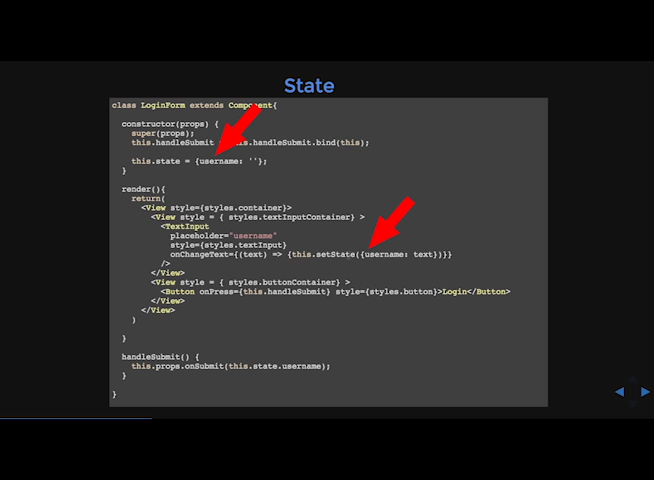 State
class LoginForm extends Component{
constructor(props) {
super(props);
this.handleSubmit this.handleSubmit.bind(this);
this.state = {username: ''};
}
render(){
return(
<View style={styles.container}>
<View style = { styles.textInputContainer} >
<TextInput
placeholder="username"
style={styles.textInput}
onChangeText={(text) => {this.setState({username: text})}}
/>
</View>
<View style = { styles.buttonContainer} >
<Button onPress={this.handleSubmit} style={styles.button}>Login</Button>
</View>
</View>
)
}
handleSubmit() {
this.props.onSubmit(this.state.username);
}
}